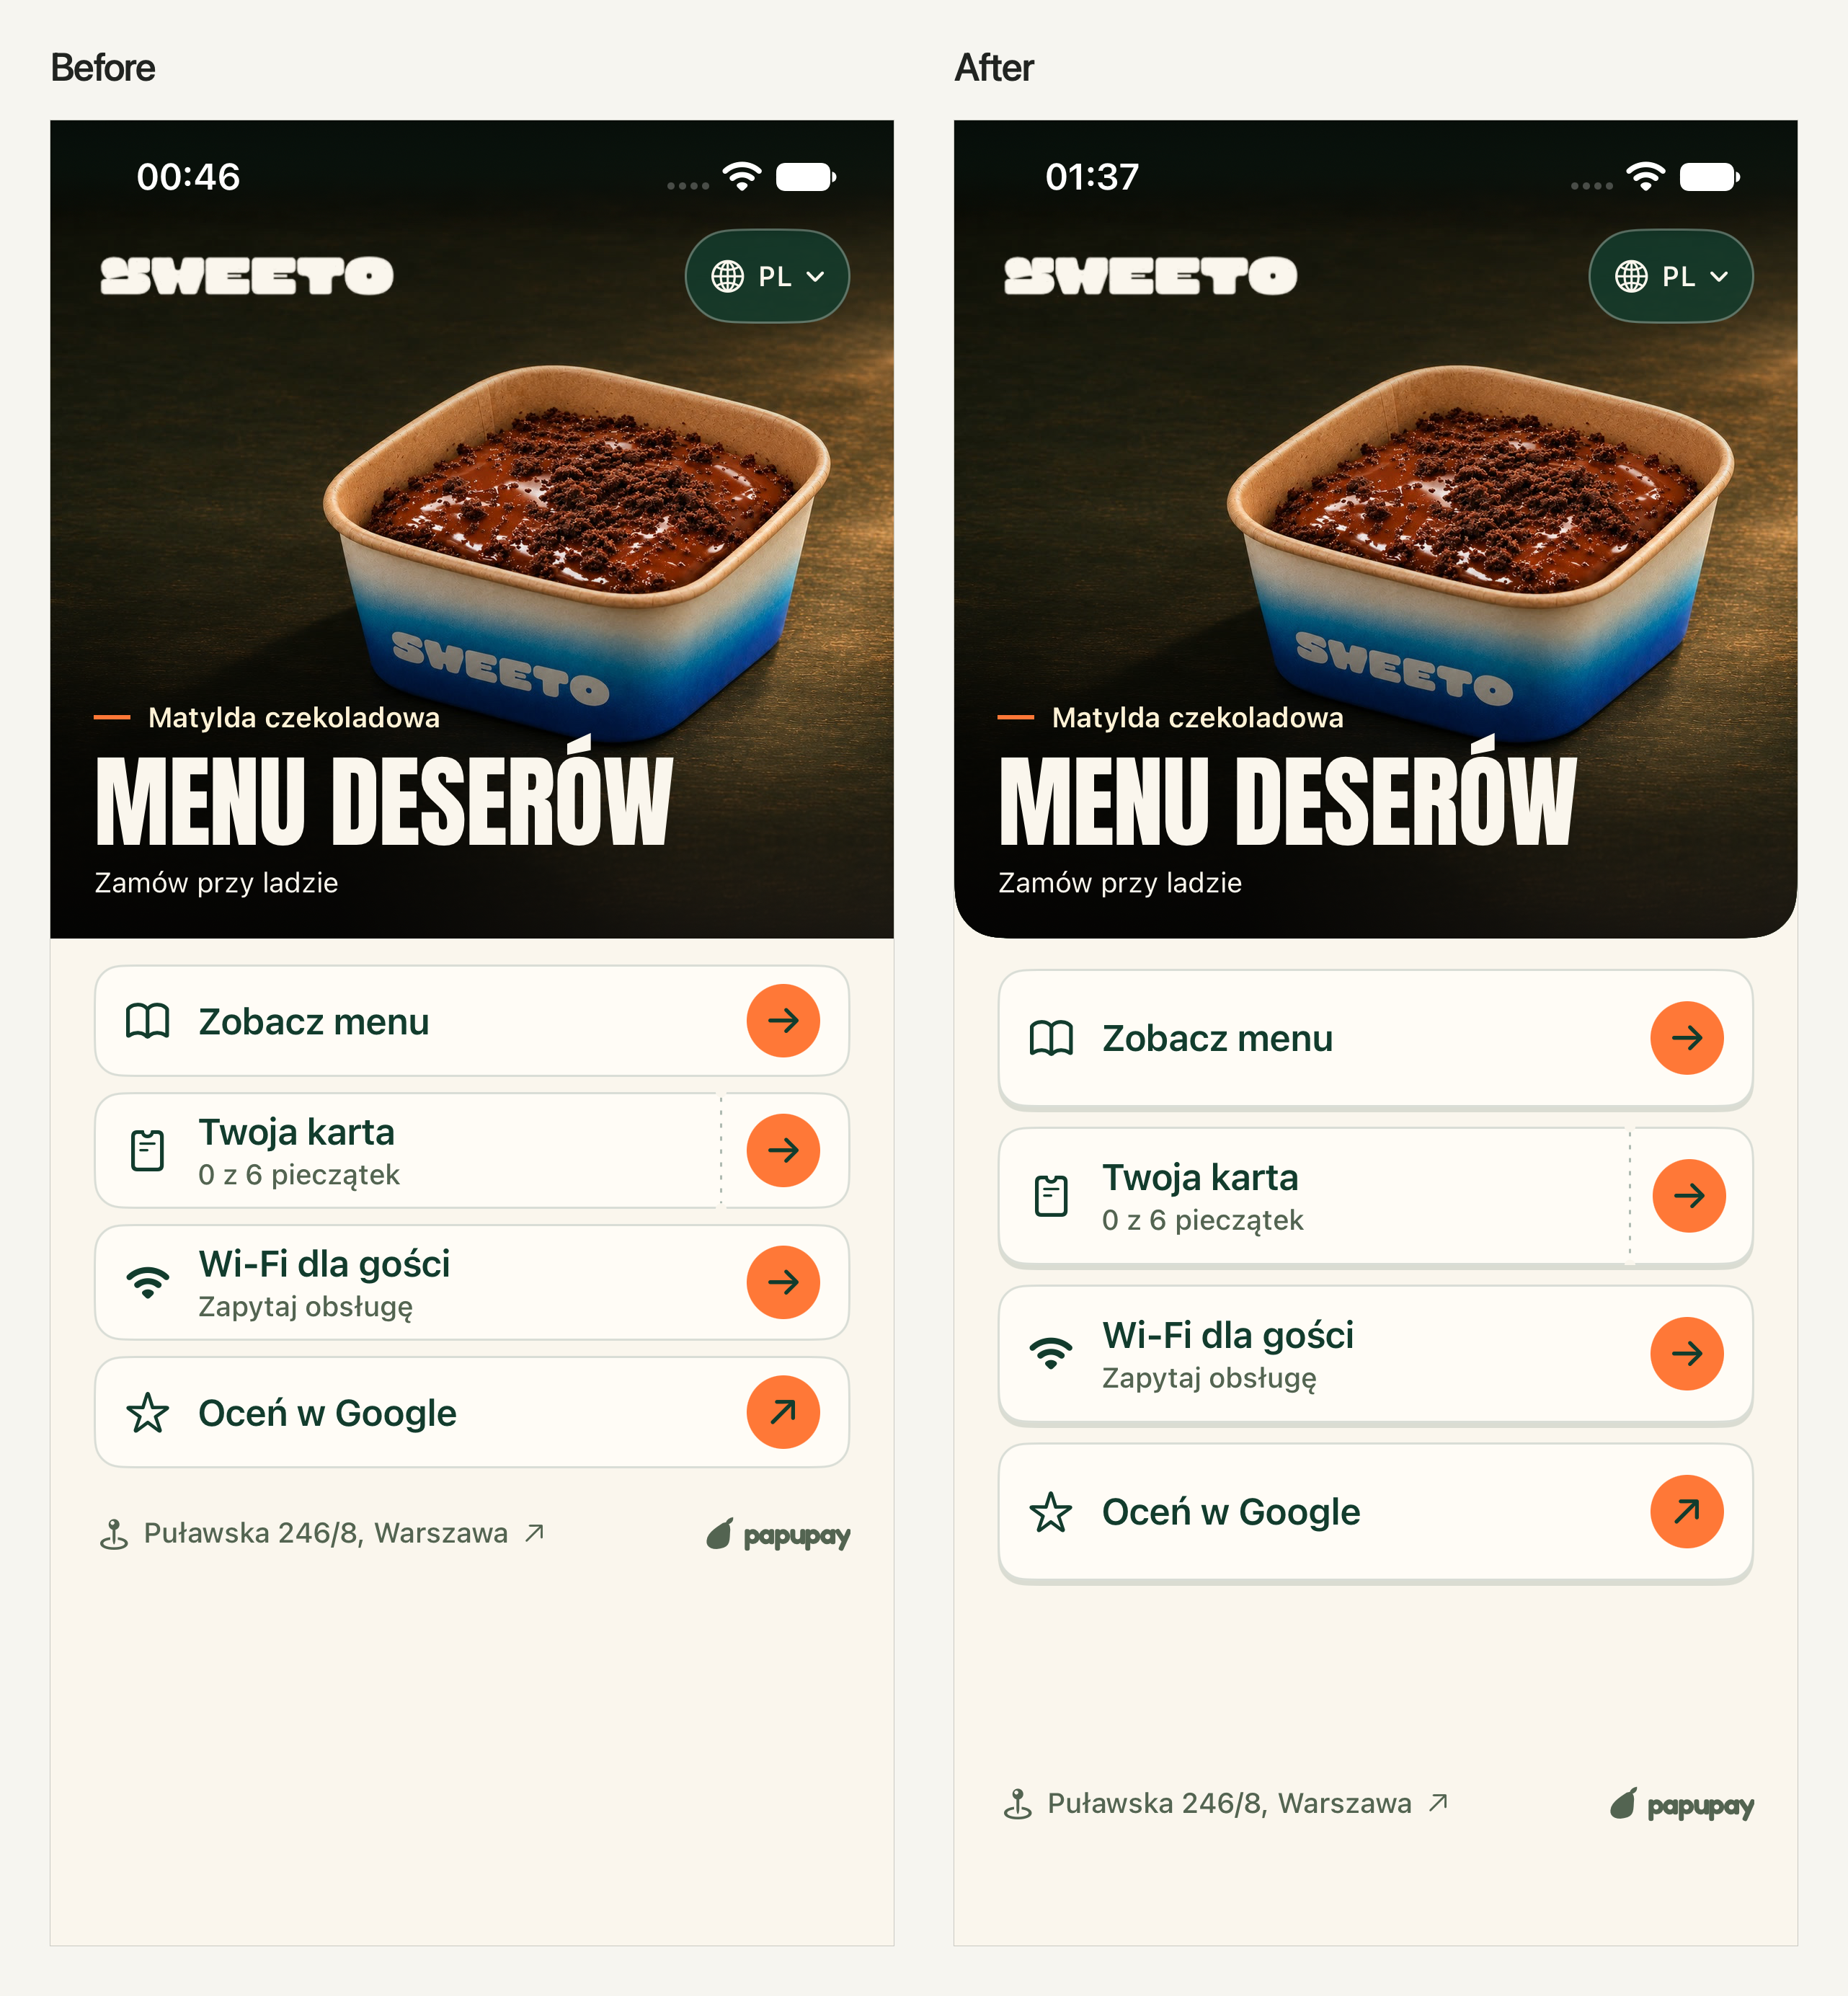 Before
00:46
SWEETO
PL
SWEETO
Matylda czekoladowa
MENU DESERÓW
Zamów przy ladzie
Zobacz menu
Twoja karta
0 z 6 pieczątek
Wi-Fi dla gości
Zapytaj obsługę
Oceń w Google
Puławska 246/8, Warszawa
papupay
After
01:37
SWEETO
PL
SWEETO
Matylda czekoladowa
MENU DESERÓW
Zamów przy ladzie
Zobacz menu
Twoja karta
0 z 6 pieczątek
Wi-Fi dla gości
Zapytaj obsługę
Oceń w Google
Puławska 246/8, Warszawa
papupay